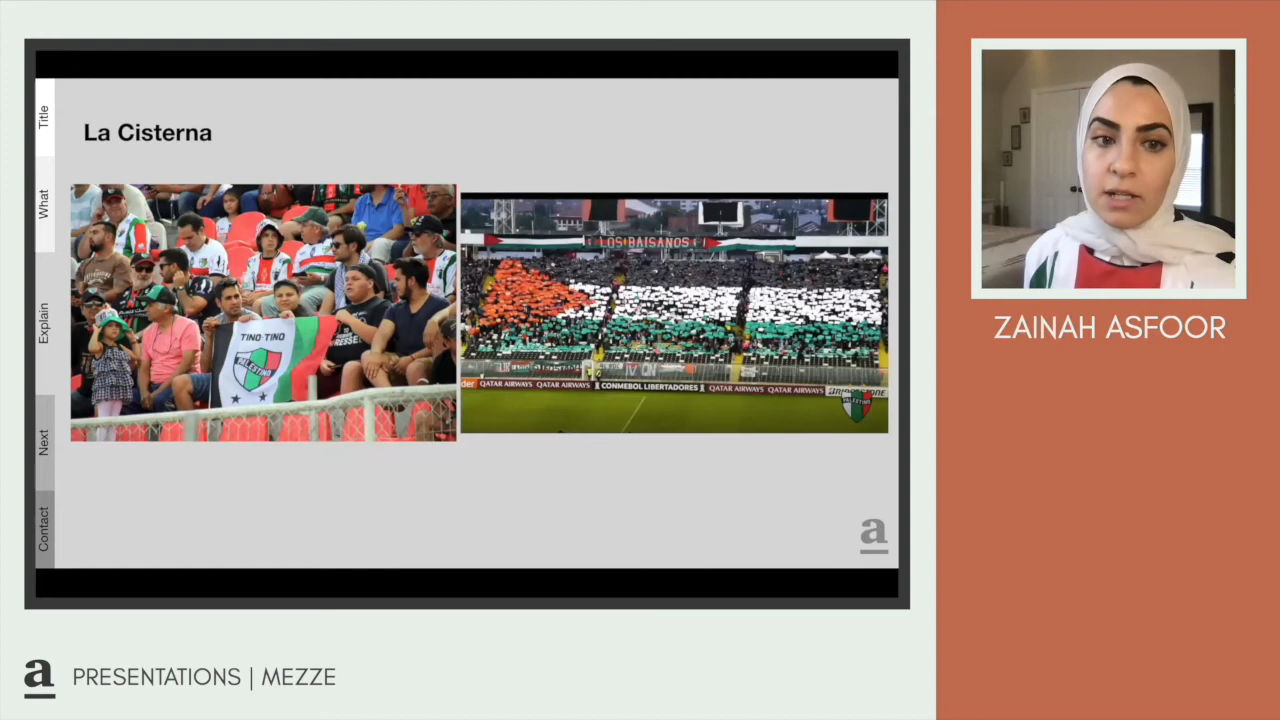 Title
What
Explain
Next
Contact
La Cisterna
TINO-TINO
PALESTINO
LOS BAISANOS
QATAR AIRWAYS QATAR AIRWAYS CONMEBOL LIBERTADORES QATAR AIRWAYS QATAR AIRWAYS
PALESTINO
a
ZAINAH ASFOOR
a PRESENTATIONS | MEZZE